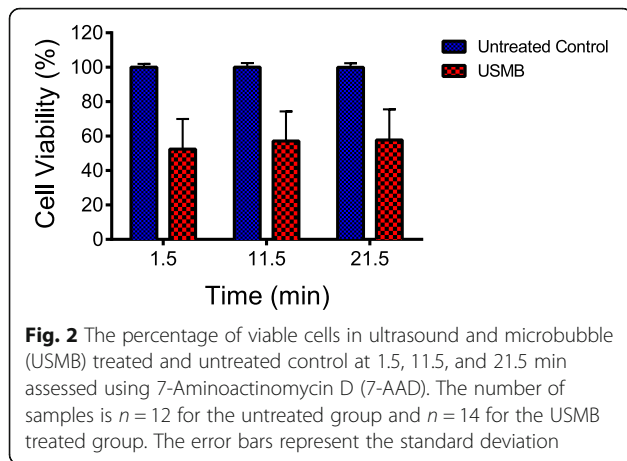 120
100
80
60
40
20
0
Cell Viability (%)
1.5
11.5
21.5
Time (min)
Untreated Control
USMB
Fig. 2 The percentage of viable cells in ultrasound and microbubble
(USMB) treated and untreated control at 1.5, 11.5, and 21.5 min
assessed using 7-Aminoactinomycin D (7-AAD). The number of
samples is n = 12 for the untreated group and n = 14 for the USMB
treated group. The error bars represent the standard deviation